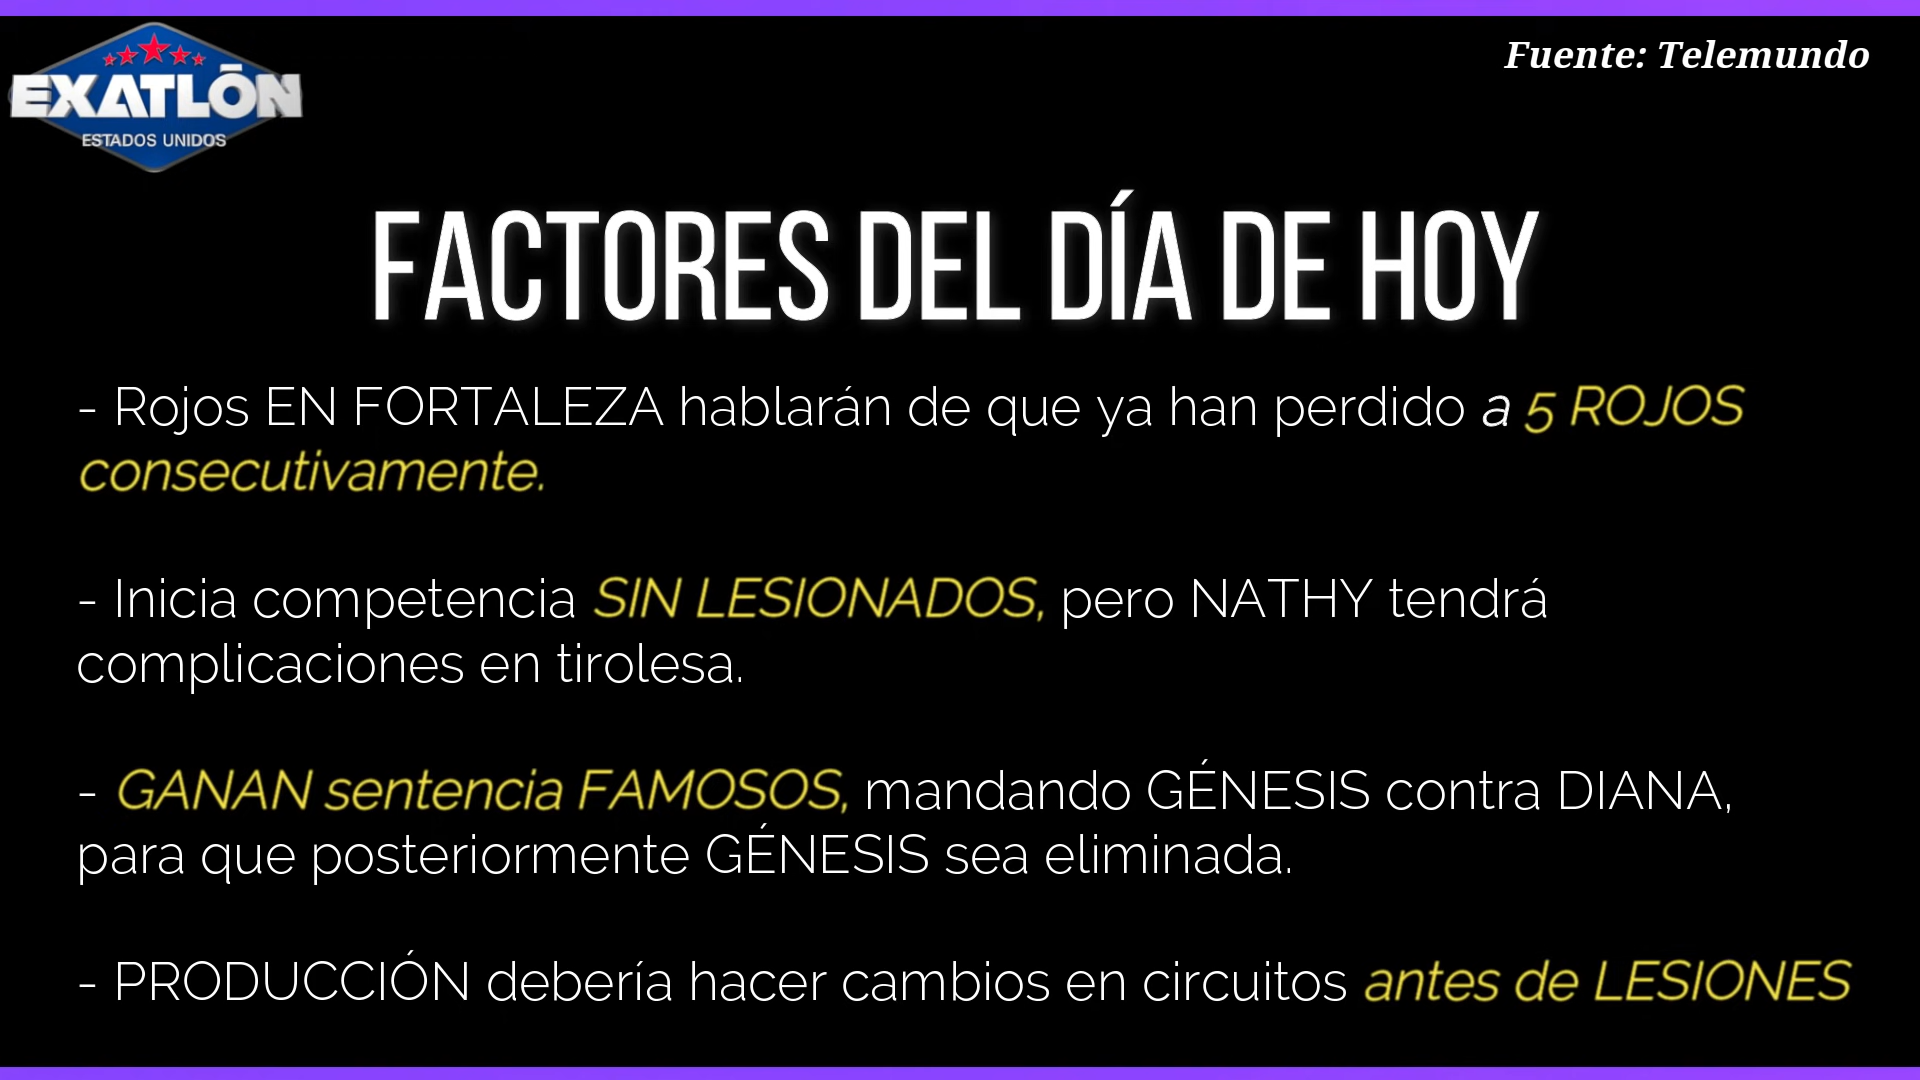 EXATLÓN
ESTADOS UNIDOS
Fuente: Telemundo
FACTORES DEL DÍA DE HOY
- Rojos EN FORTALEZA hablarán de que ya han perdido a 5 ROJOS
consecutivamente.
- Inicia competencia SIN LESIONADOS, pero NATHY tendrá
complicaciones en tirolesa.
- GANAN sentencia FAMOSOS, mandando GÉNESIS contra DIANA,
para que posteriormente GÉNESIS sea eliminada.
- PRODUCCIÓN debería hacer cambios en circuitos antes de LESIONES